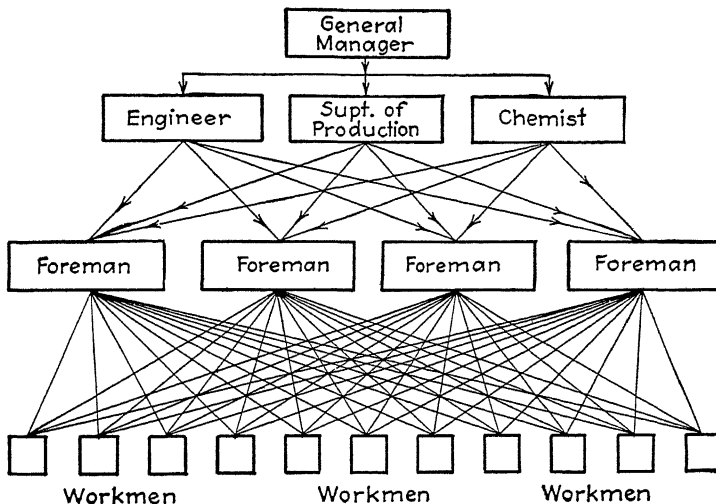 General
Manager
Engineer
Supt. of
Production
Chemist
Foreman
Foreman
Foreman
Foreman
Workmen
Workmen
Workmen